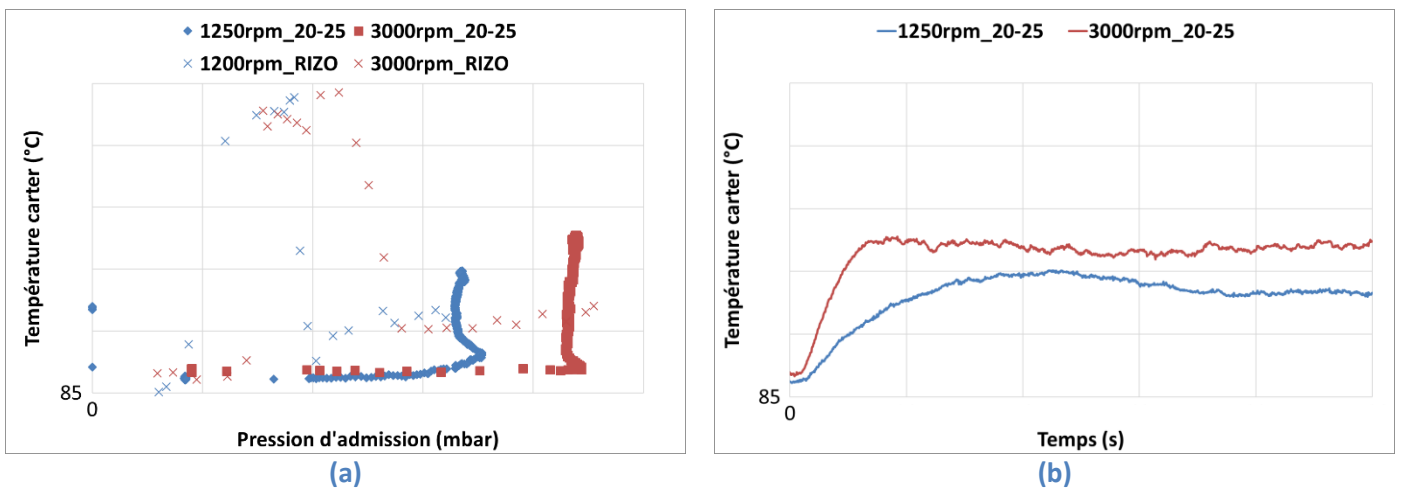 1250rpm_20-25 3000rpm_20-25
1200rpm_RIZO 3000rpm_RIZO
Température carter (°C)
85
0
Pression d'admission (mbar)
(a)
1250rpm_20-25 3000rpm_20-25
Température carter (°C)
85
0
Temps (s)
(b)